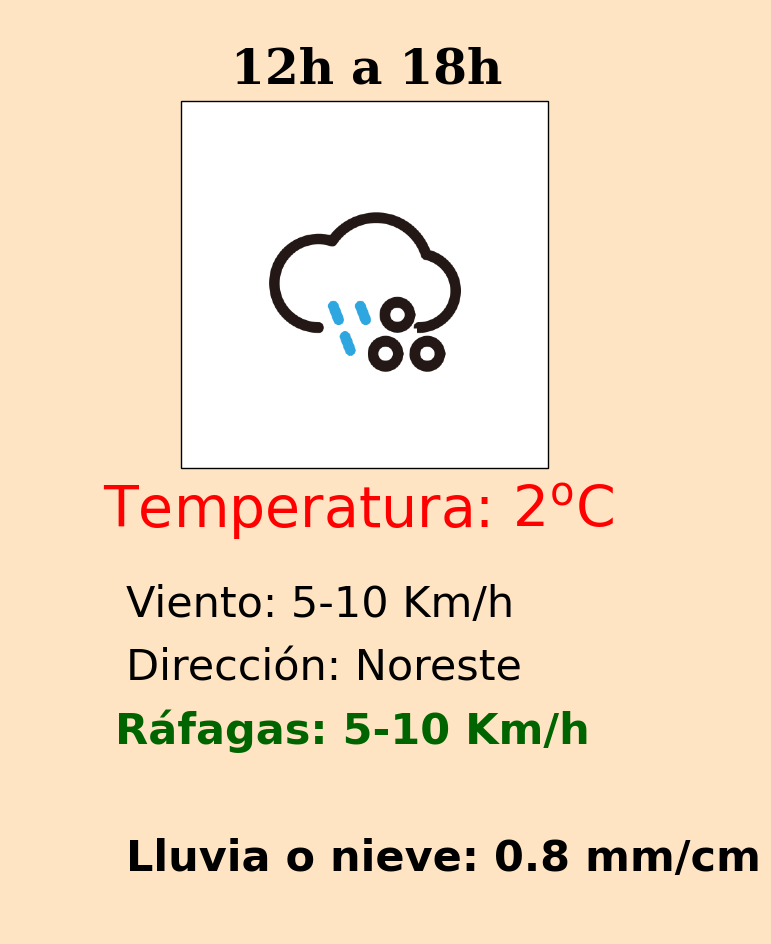 12h a 18h
Temperatura: 2ºC
Viento: 5-10 Km/h
Dirección: Noreste
Ráfagas: 5-10 Km/h
Lluvia o nieve: 0.8 mm/cm